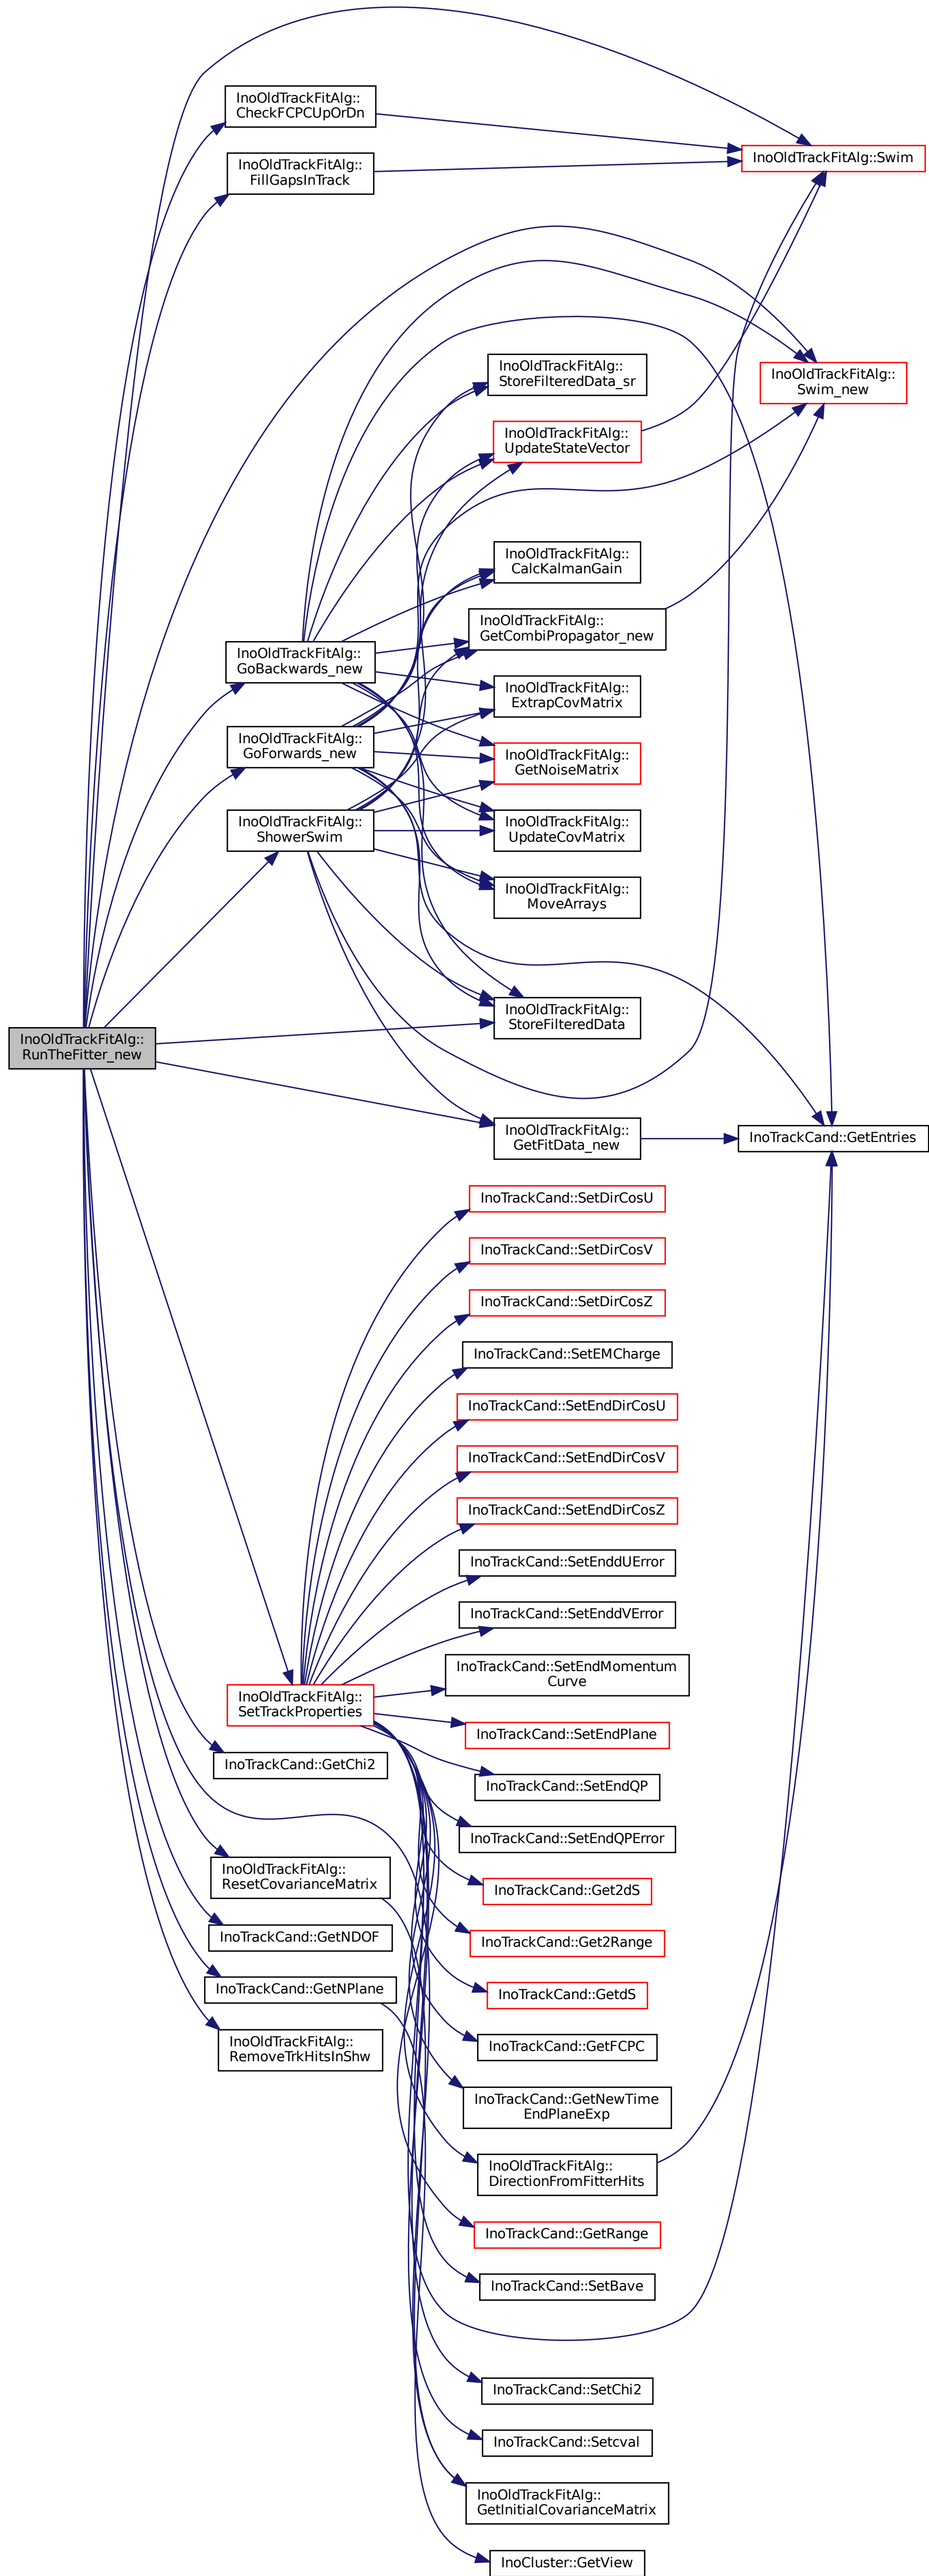 InoOldTrackFitAlg::
CheckFCPCUpOrDn
InoOldTrackFitAlg::Swim
InoOldTrackFitAlg::
FillGapsInTrack
InoOldTrackFitAlg::
StoreFilteredData_sr
InoOldTrackFitAlg::
Swim_new
InoOldTrackFitAlg::
UpdateStateVector
InoOldTrackFitAlg::
CalcKalmanGain
InoOldTrackFitAlg::
GetCombiPropagator_new
InoOldTrackFitAlg::
GoBackwards_new
InoOldTrackFitAlg::
ExtrapCovMatrix
InoOldTrackFitAlg::
GoForwards_new
InoOldTrackFitAlg::
GetNoiseMatrix
InoOldTrackFitAlg::
ShowerSwim
InoOldTrackFitAlg::
UpdateCovMatrix
InoOldTrackFitAlg::
MoveArrays
InoOldTrackFitAlg::
StoreFilteredData
InoOldTrackFitAlg::
RunTheFitter_new
InoOldTrackFitAlg::
GetFitData_new
InoTrackCand::GetEntries
InoTrackCand::SetDirCosU
InoTrackCand::SetDirCosV
InoTrackCand::SetDirCosZ
InoTrackCand::SetEMCharge
InoTrackCand::SetEndDirCosU
InoTrackCand::SetEndDirCosV
InoTrackCand::SetEndDirCosZ
InoTrackCand::SetEnddUError
InoTrackCand::SetEnddVError
InoTrackCand::SetEndMomentum
Curve
InoOldTrackFitAlg::
SetTrackProperties
InoTrackCand::SetEndPlane
InoTrackCand::GetChi2
InoTrackCand::SetEndQP
InoTrackCand::SetEndQPError
InoOldTrackFitAlg::
ResetCovarianceMatrix
InoTrackCand::Get2dS
InoTrackCand::GetNDOF
InoTrackCand::Get2Range
InoTrackCand::GetNPlane
InoTrackCand::GetdS
InoOldTrackFitAlg::
RemoveTrkHitsInShw
InoTrackCand::GetFCPC
InoTrackCand::GetNewTime
EndPlaneExp
InoOldTrackFitAlg::
DirectionFromFitterHits
InoTrackCand::GetRange
InoTrackCand::SetBave
InoTrackCand::SetChi2
InoTrackCand::Setcval
InoOldTrackFitAlg::
GetInitialCovarianceMatrix
InoCluster::GetView